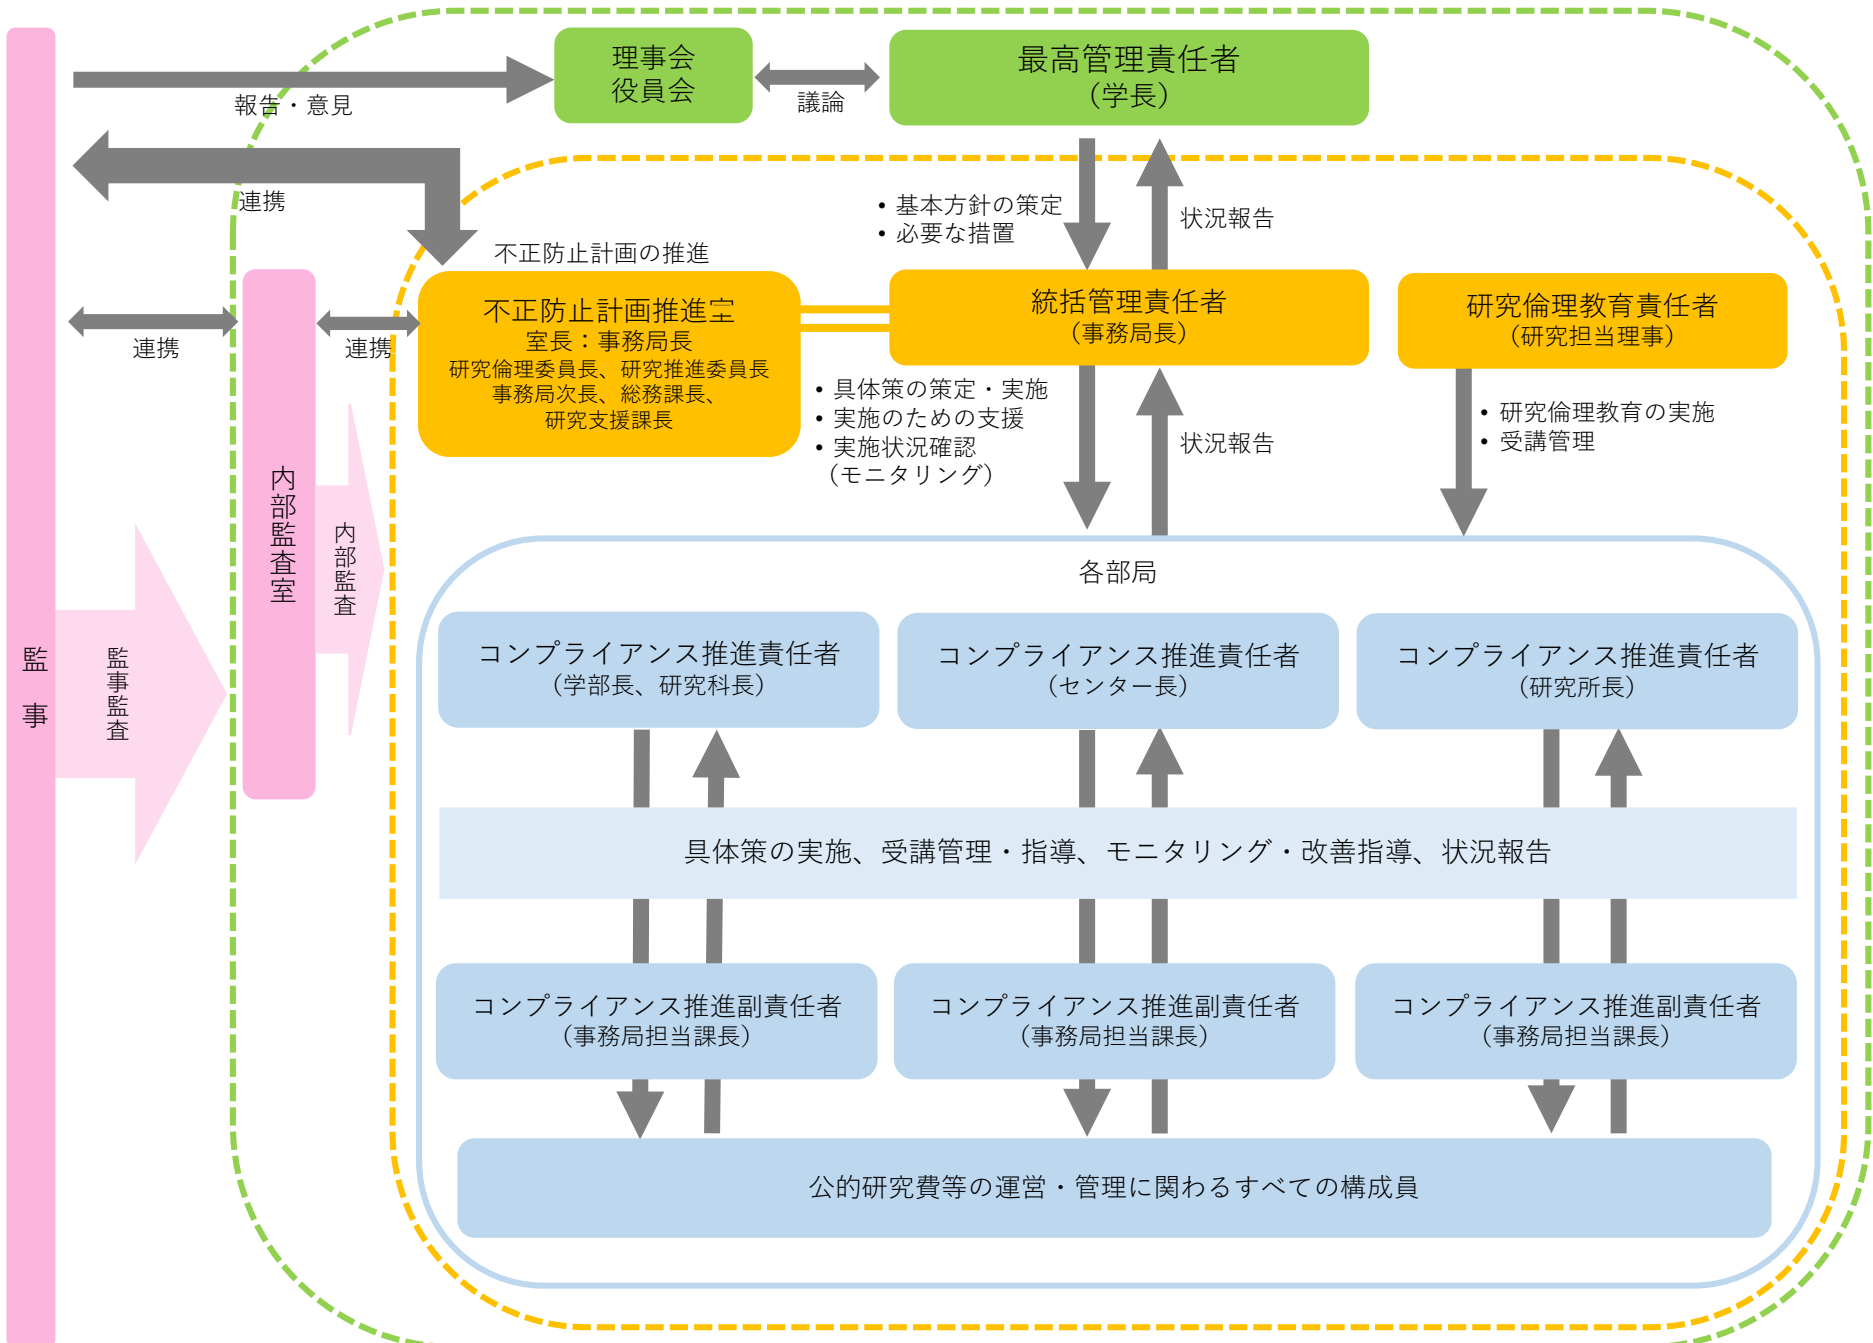 理事会
役員会
最高管理責任者
（学長）
報告・意見
議論
連携
• 基本方針の策定
• 必要な措置
状況報告
不正防止計画の推進
不正防止計画推進室
室長：事務局長
研究倫理委員長、研究推進委員長
事務局次長、総務課長、
研究支援課長
統括管理責任者
（事務局長）
研究倫理教育責任者
（研究担当理事）
連携
連携
• 具体策の策定・実施
• 実施のための支援
• 実施状況確認
（モニタリング）
状況報告
• 研究倫理教育の実施
• 受講管理
監事
監事監査
内部監査室
内部監査
各部局
コンプライアンス推進責任者
（学部長、研究科長）
コンプライアンス推進責任者
（センター長）
コンプライアンス推進責任者
（研究所長）
具体策の実施、受講管理・指導、モニタリング・改善指導、状況報告
コンプライアンス推進副責任者
（事務局担当課長）
コンプライアンス推進副責任者
（事務局担当課長）
コンプライアンス推進副責任者
（事務局担当課長）
公的研究費等の運営・管理に関わるすべての構成員